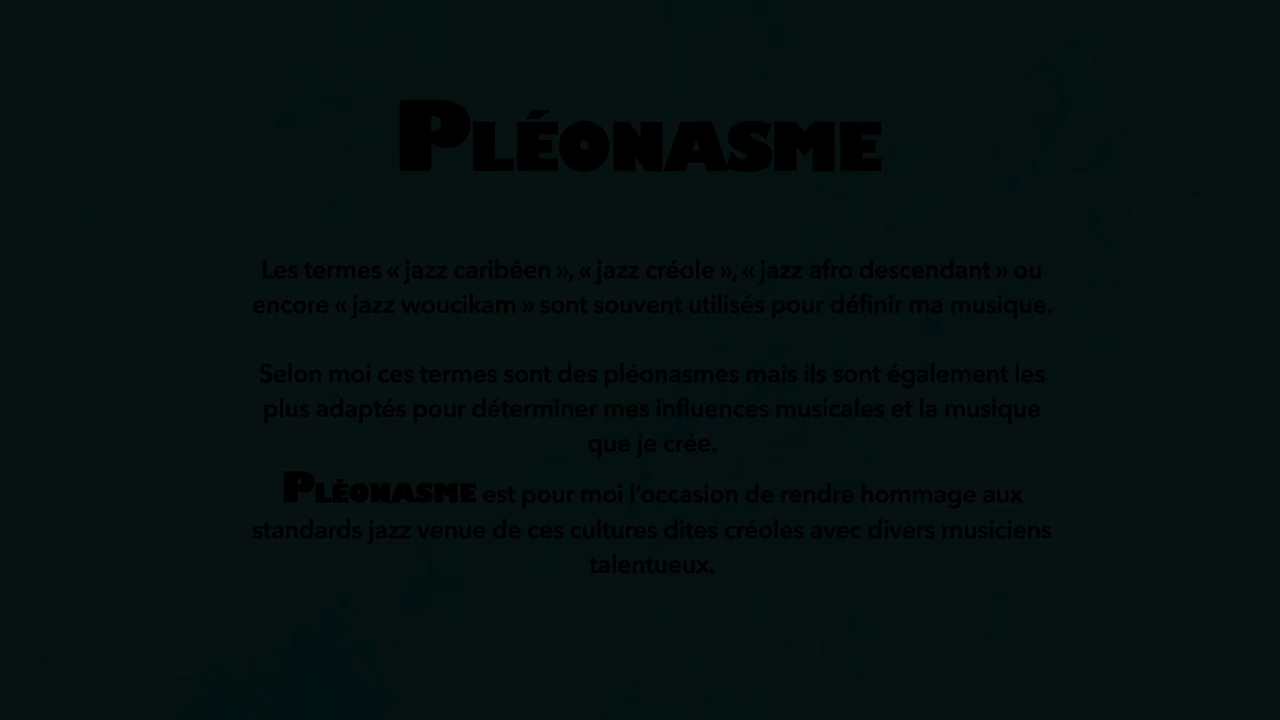 PLÉONASME
Les termes « jazz caribéen », « jazz créole », « jazz afro descendant » ou
encore « jazz woucikam » sont souvent utilisés pour définir ma musique.
Selon moi ces termes sont des pléonasmes mais ils sont également les
plus adaptés pour déterminer mes influences musicales et la musique
que je crée.
PLÉONASME est pour moi l'occasion de rendre hommage aux
standards jazz venue de ces cultures dites créoles avec divers musiciens
talentueux.